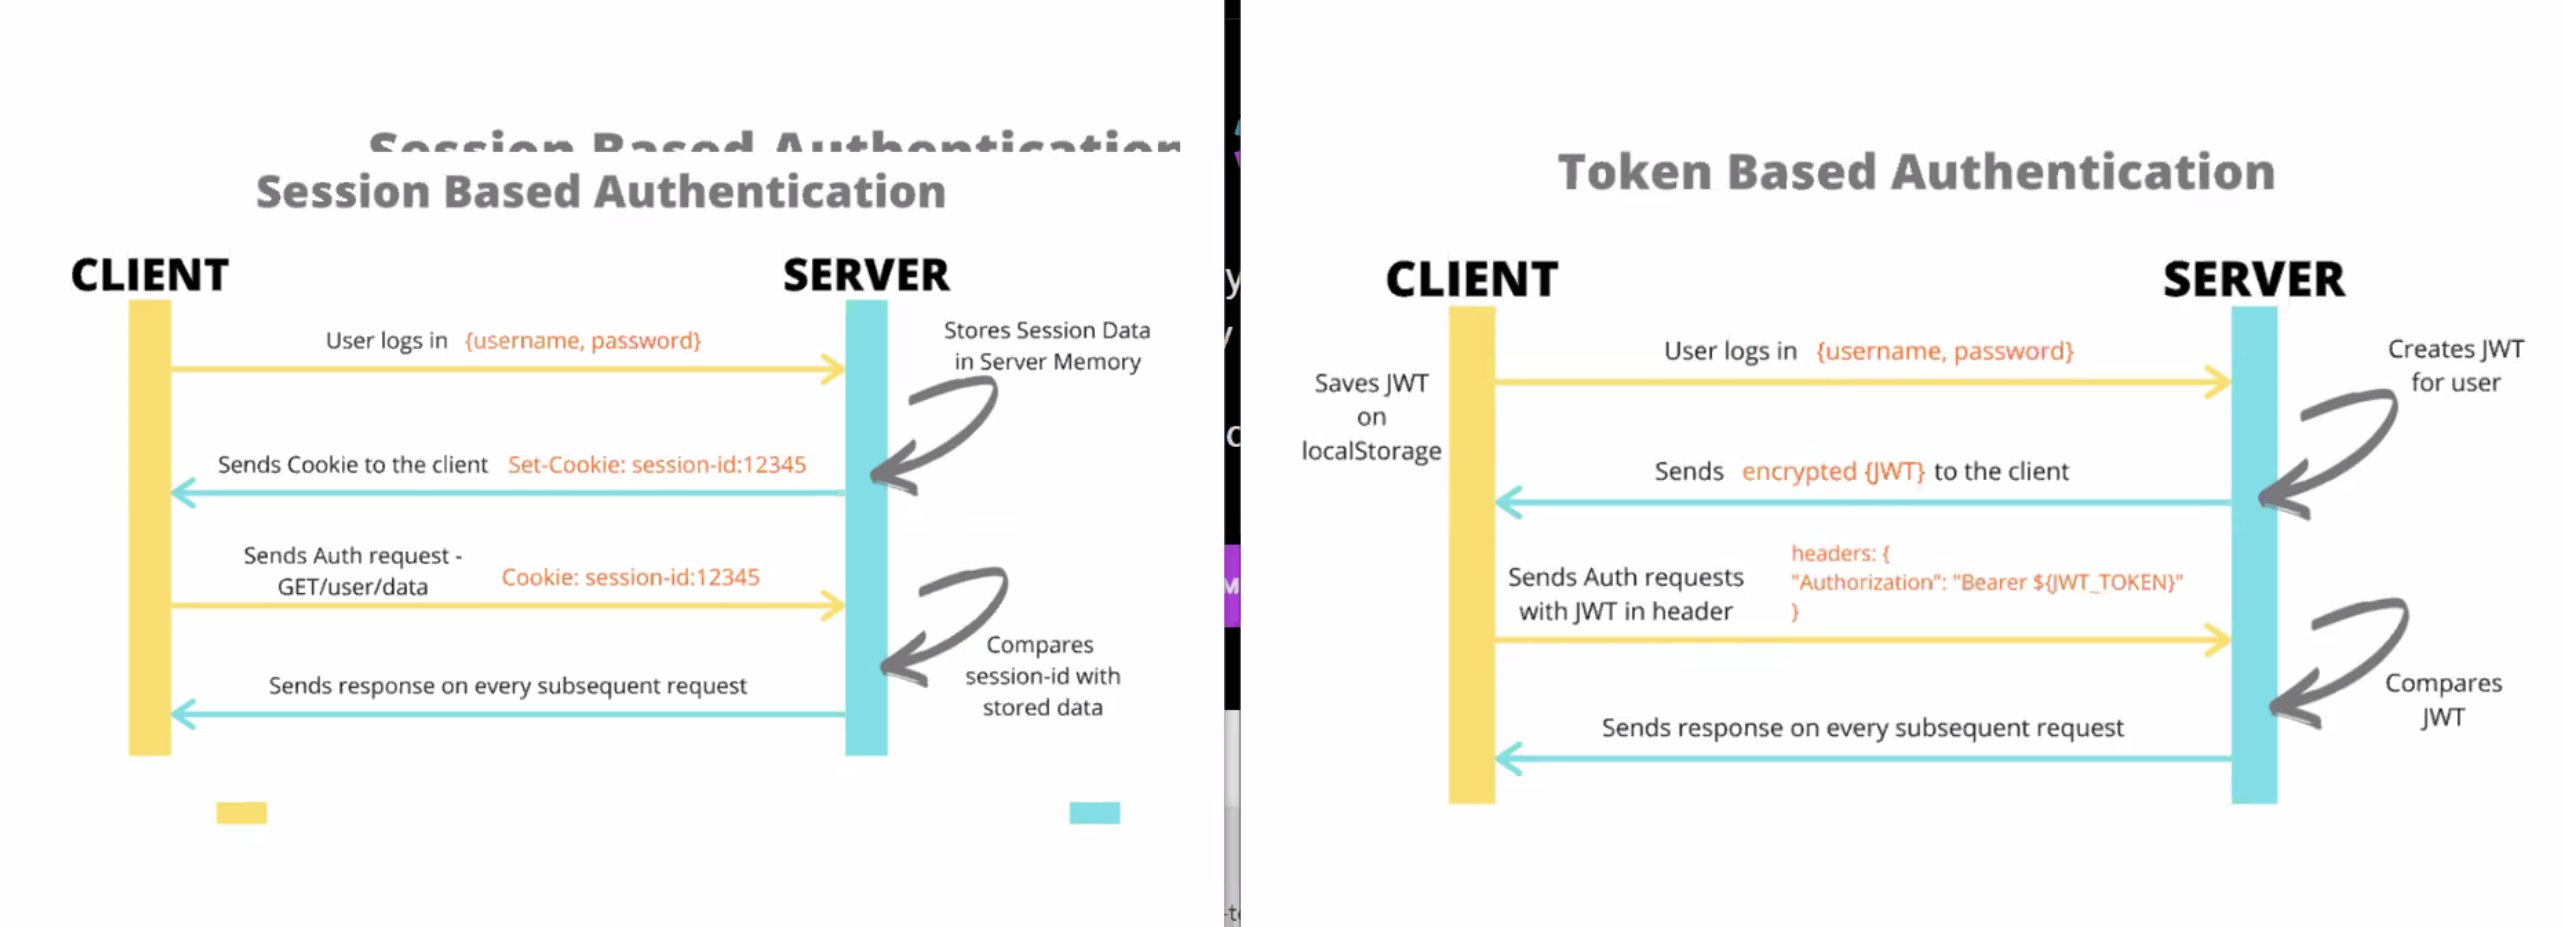 Session Based Authentication
Session Based Authentication
CLIENT
SERVER
User logs in {username, password}
Stores Session Data
in Server Memory
Sends Cookie to the client Set-Cookie: session-id:12345
Sends Auth request -
GET/user/data
Cookie: session-id:12345
Compares
session-id with
stored data
Sends response on every subsequent request
Token Based Authentication
CLIENT
SERVER
User logs in {username, password}
Creates JWT
for user
Saves JWT
on
localStorage
Sends encrypted {JWT} to the client
Sends Auth requests
with JWT in header
headers: {
"Authorization": "Bearer ${JWT_TOKEN}"
}
Compares
JWT
Sends response on every subsequent request